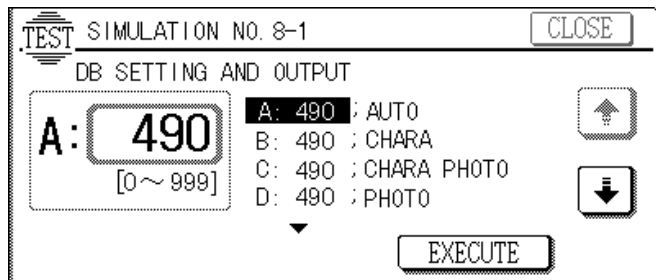 TEST SIMULATION NO. 8-1 CLOSE
DB SETTING AND OUTPUT
A: 490
[0~999]
A: 490 ; AUTO
B: 490 ; CHARA
C: 490 ; CHARA PHOTO
D: 490 ; PHOTO
EXECUTE